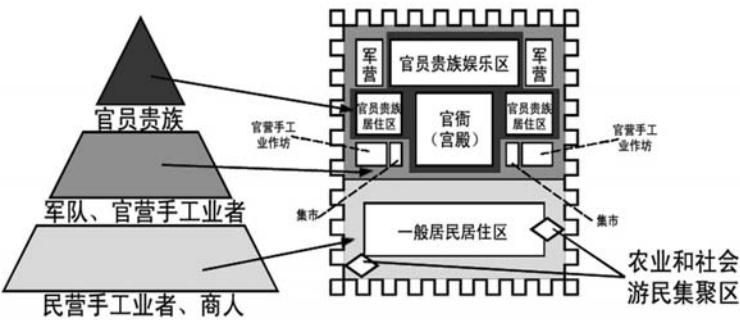 官员贵族
军队、官营手工业者
民营手工业者、商人
军
营
官员贵族娱乐区
军
营
官员贵族
居住区
官衙
（宫殿）
官员贵族
居住区
官营手工
业作坊
官营手工
业作坊
集市
集市
一般居民居住区
农业和社会
游民集聚区